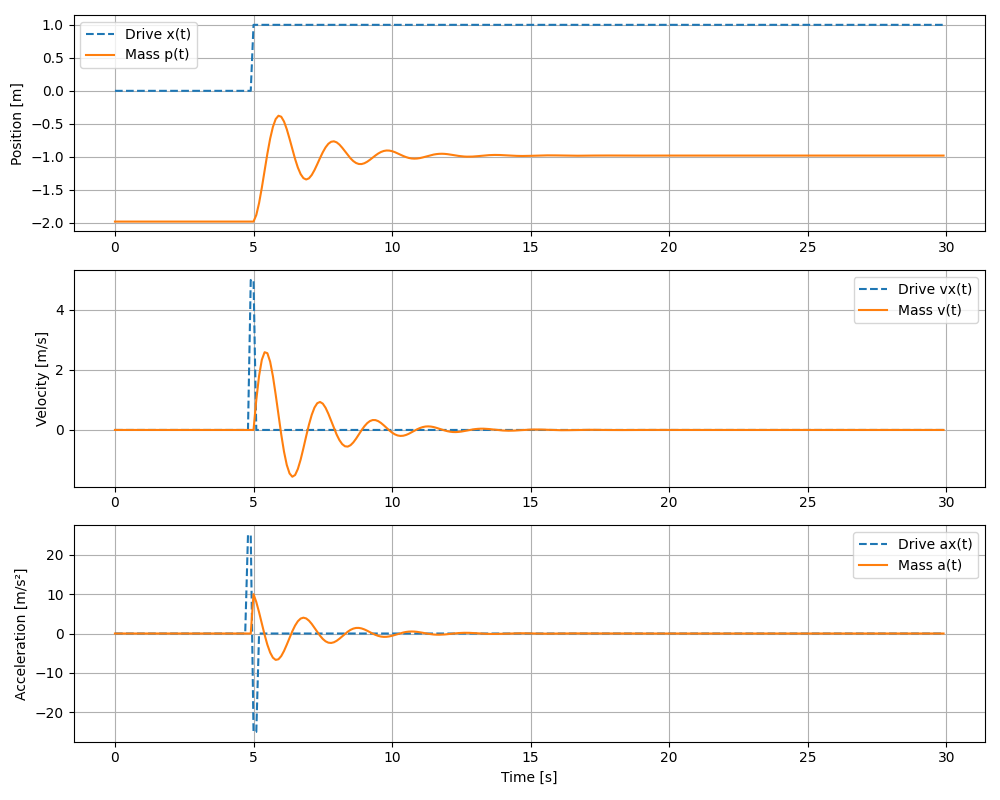 Position [m]
1.0
0.5
0.0
−0.5
−1.0
−1.5
−2.0
Drive x(t)
Mass p(t)
0 5 10 15 20 25 30
Velocity [m/s]
4
2
0
Drive vx(t)
Mass v(t)
0 5 10 15 20 25 30
Acceleration [m/s²]
20
10
0
−10
−20
Drive ax(t)
Mass a(t)
0 5 10 15 20 25 30
Time [s]